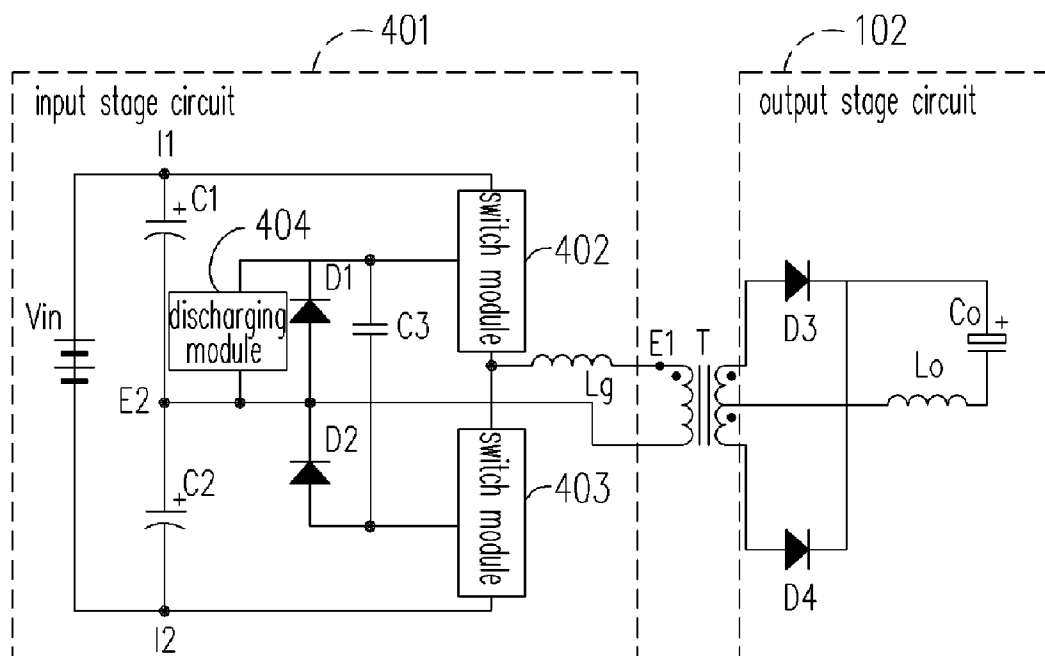 401
102
input stage circuit
output stage circuit
I1
+
C1
404
switch module
402
D1
Vin
discharging
module
C3
E1
T
D3
Co
+
Lg
Lo
E2
D2
switch module
403
+
C2
D4
I2